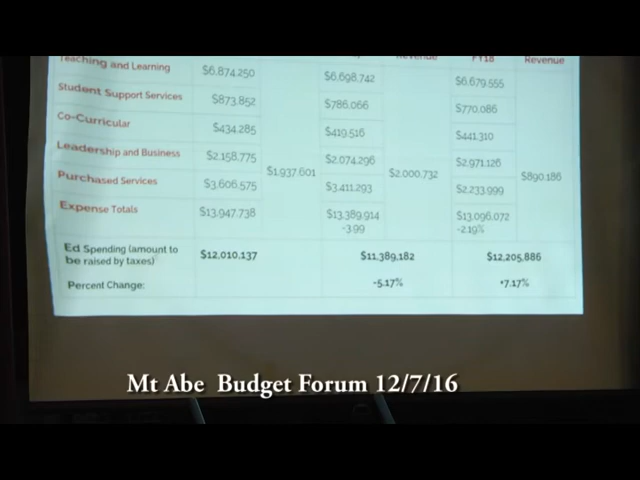 FY18 Revenue
Teaching and Learning $6,874,250 $6,698,742 $6,679,555
Student Support Services $873,852 $786,066 $770,086
Co-Curricular $434,285 $419,516 $441,310
Leadership and Business $2,158,775 $2,074,296 $2,971,126
$1,937,601 $2,000,732 $890,186
Purchased Services $3,606,575 $3,411,293 $2,233,999
Expense Totals $13,947,738 $13,389,914 $13,096,072
-3.99 -2.19%
Ed Spending (amount to
be raised by taxes) $12,010,137 $11,389,182 $12,205,886
Percent Change: -5.17% +7.17%
Mt Abe Budget Forum 12/7/16